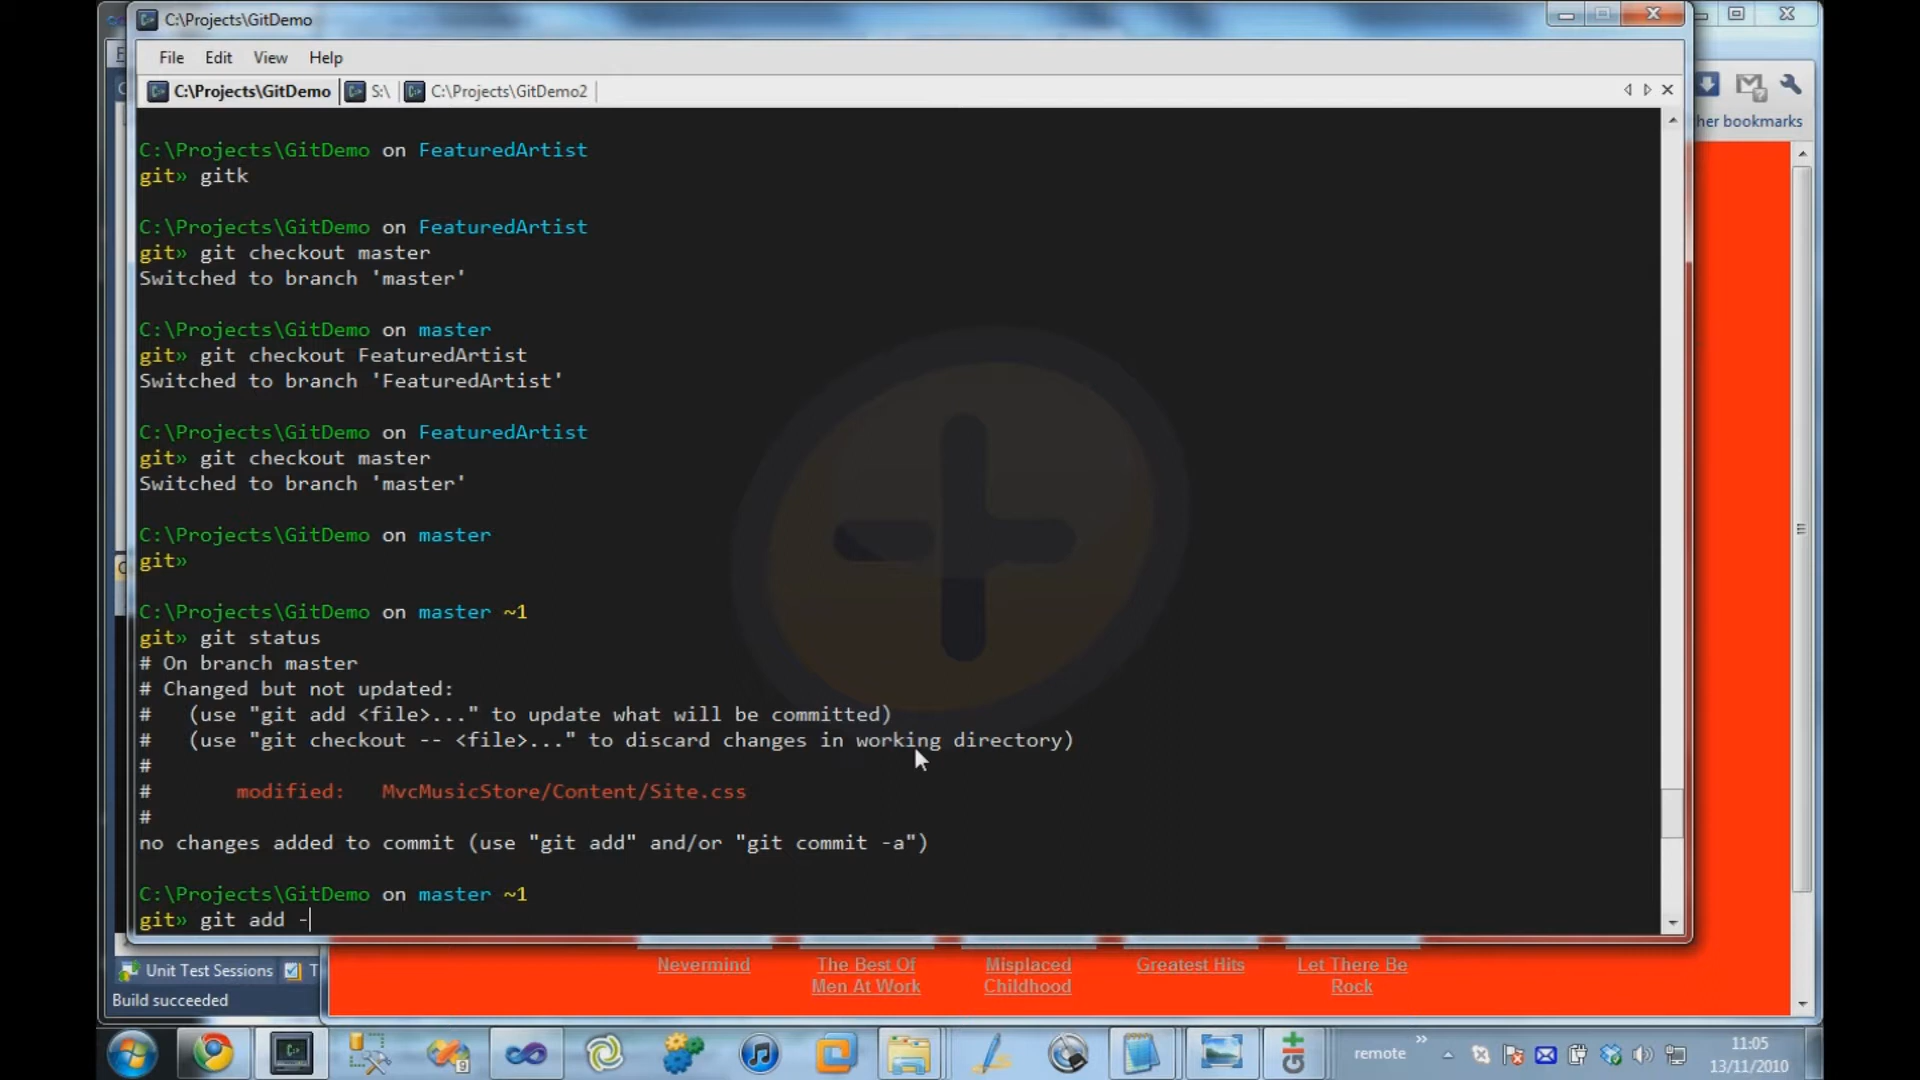 C:\Projects\GitDemo
File Edit View Help
C:\Projects\GitDemo S:\ C:\Projects\GitDemo2
her bookmarks
C:\Projects\GitDemo on FeaturedArtist
git» gitk
C:\Projects\GitDemo on FeaturedArtist
git» git checkout master
Switched to branch 'master'
C:\Projects\GitDemo on master
git» git checkout FeaturedArtist
Switched to branch 'FeaturedArtist'
C:\Projects\GitDemo on FeaturedArtist
git» git checkout master
Switched to branch 'master'
C:\Projects\GitDemo on master
git»
C:\Projects\GitDemo on master ~1
git» git status
# On branch master
# Changed but not updated:
#   (use "git add <file>..." to update what will be committed)
#   (use "git checkout -- <file>..." to discard changes in working directory)
#
#       modified:   MvcMusicStore/Content/Site.css
#
no changes added to commit (use "git add" and/or "git commit -a")
C:\Projects\GitDemo on master ~1
git» git add -
Nevermind The Best Of Misplaced Greatest Hits Let There Be
Men At Work Childhood Rock
Unit Test Sessions T
Build succeeded
remote
11:05
13/11/2010